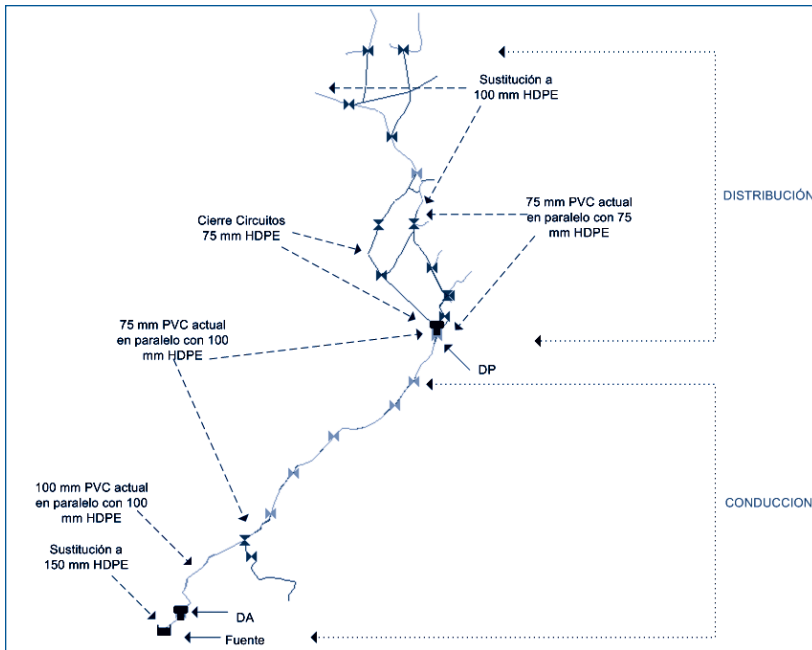 Sustitución a
100 mm HDPE
DISTRIBUCIÓN
75 mm PVC actual
en paralelo con 75
mm HDPE
Cierre Circuitos
75 mm HDPE
75 mm PVC actual
en paralelo con 100
mm HDPE
DP
100 mm PVC actual
en paralelo con 100
mm HDPE
CONDUCCION
Sustitución a
150 mm HDPE
DA
Fuente